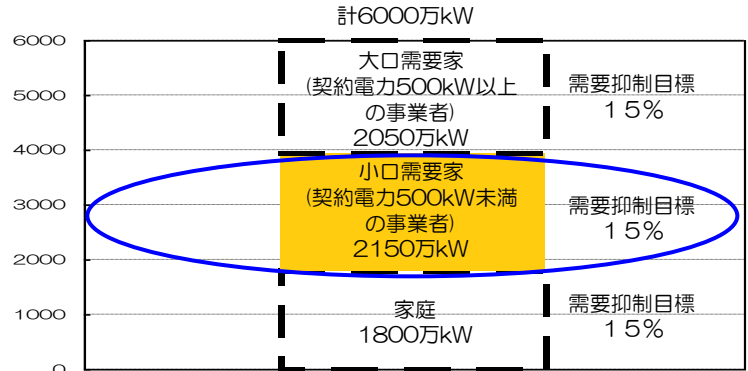 計6000万kW
6000
大口需要家
(契約電力500kW以上
の事業者)
2050万kW
需要抑制目標
１５%
5000
4000
小口需要家
(契約電力500kW未満
の事業者)
2150万kW
需要抑制目標
１５%
3000
2000
家庭
1800万kW
需要抑制目標
１５%
1000
0